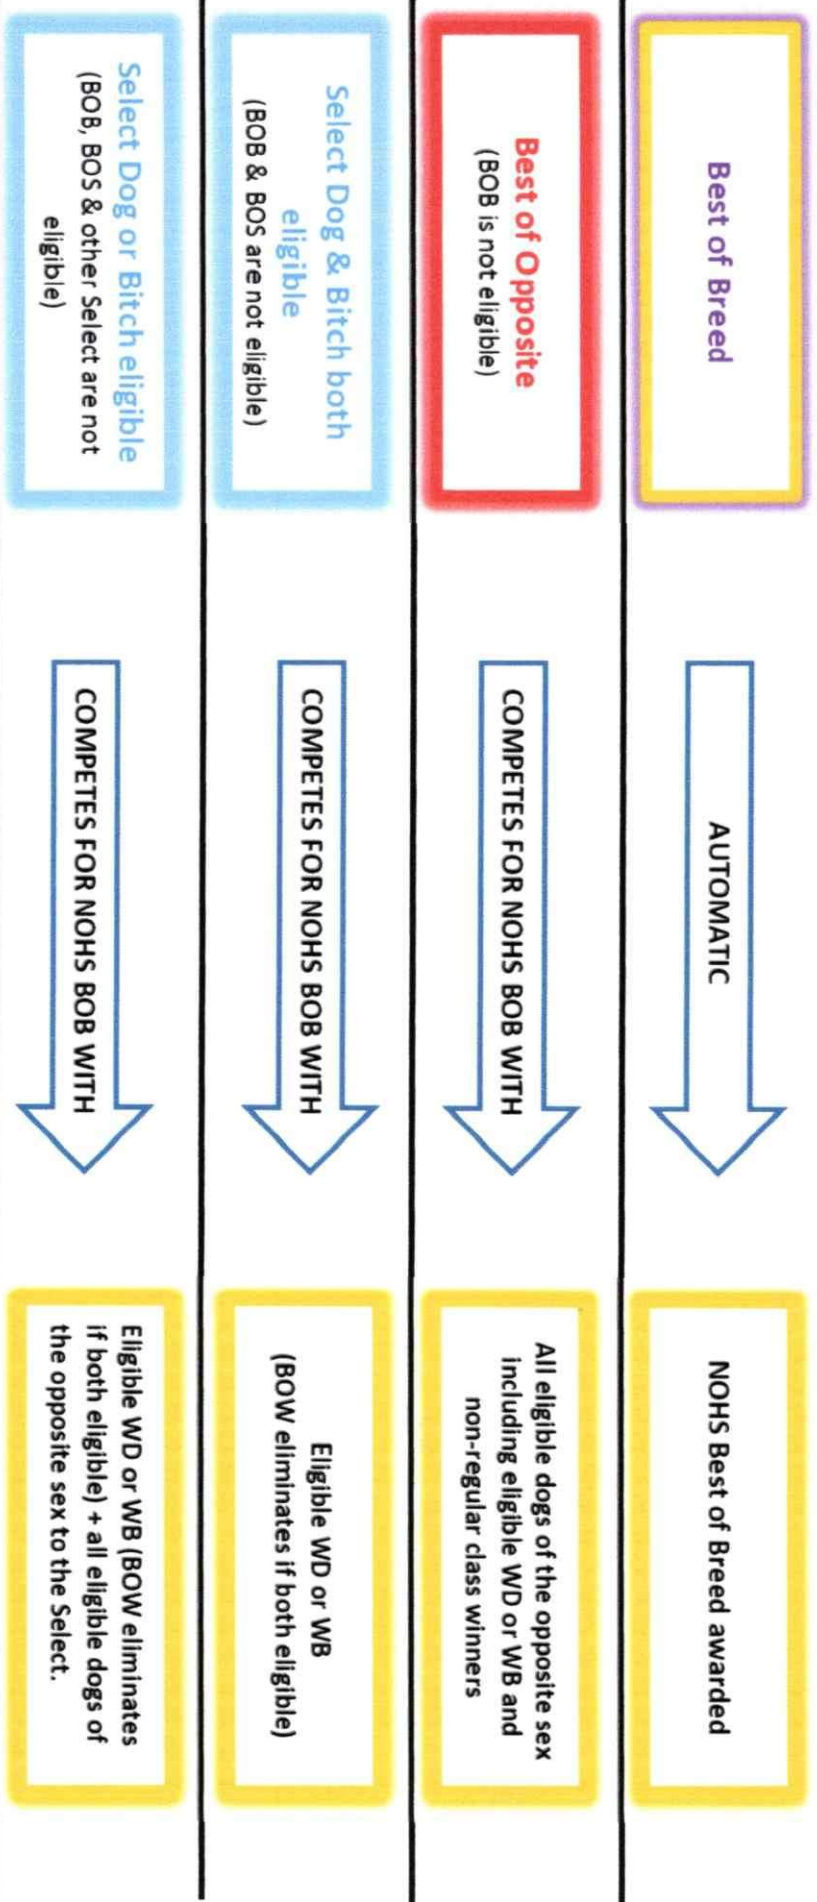 Best of Breed
AUTOMATIC
NOHS Best of Breed awarded
Best of Opposite
(BOB is not eligible)
COMPETES FOR NOHS BOB WITH
All eligible dogs of the opposite sex
including eligible WD or WB and
non-regular class winners
Select Dog & Bitch both
eligible
(BOB & BOS are not eligible)
COMPETES FOR NOHS BOB WITH
Eligible WD or WB
(BOW eliminates if both eligible)
Select Dog or Bitch eligible
(BOB, BOS & other Select are not
eligible)
COMPETES FOR NOHS BOB WITH
Eligible WD or WB (BOW eliminates
if both eligible) + all eligible dogs of
the opposite sex to the Select.